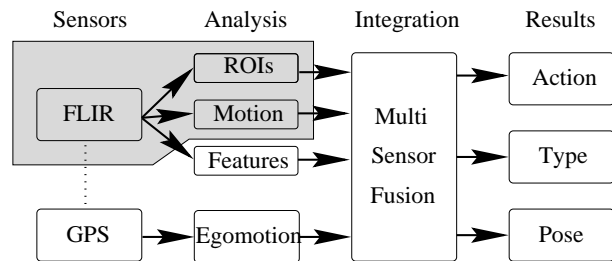 Sensors Analysis Integration Results
ROIs
Action
FLIR
Motion
Multi
Sensor
Fusion
Features
Type
GPS
Egomotion
Pose